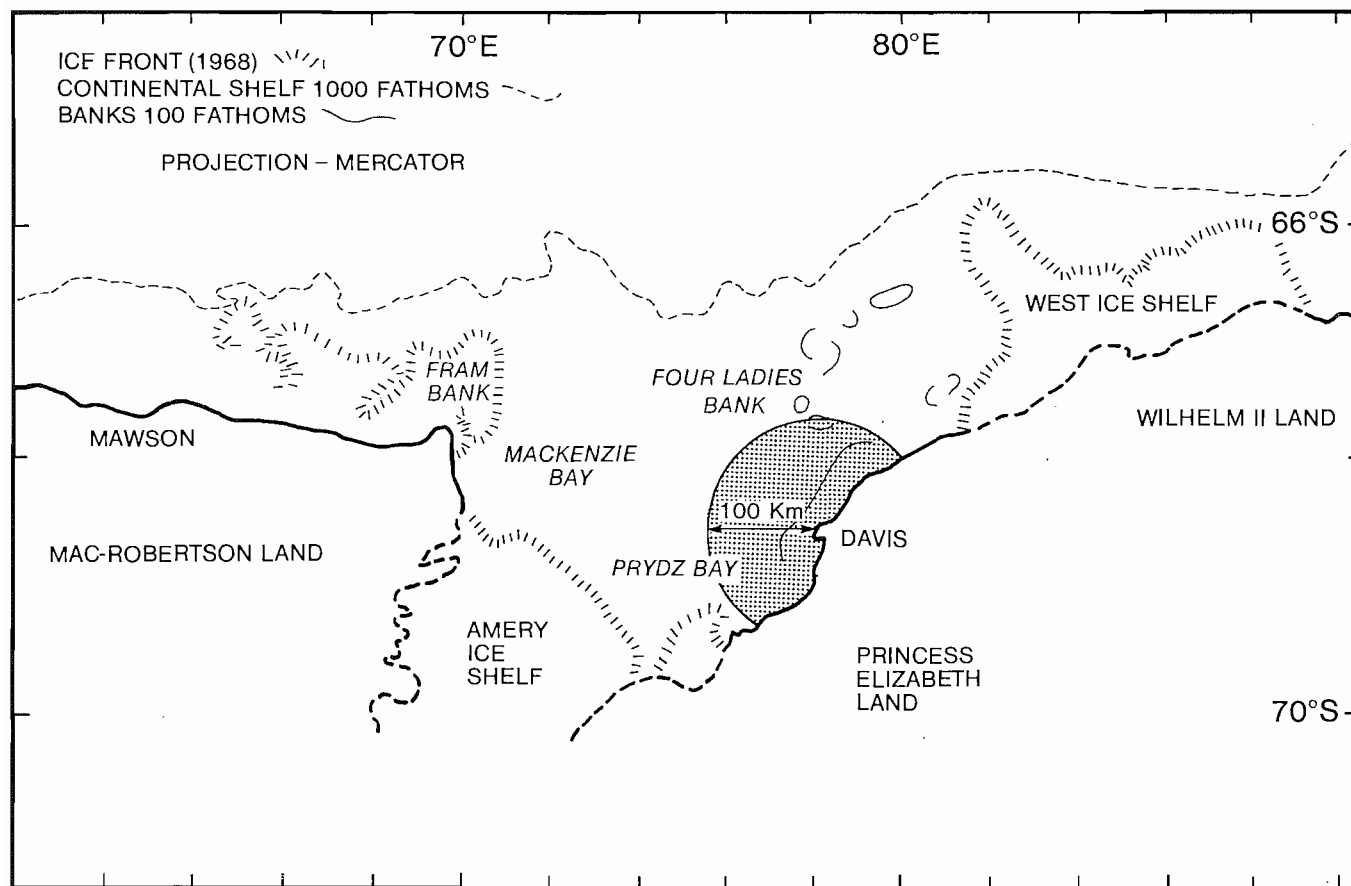 70°E
80°E
ICE FRONT (1968)
CONTINENTAL SHELF 1000 FATHOMS
BANKS 100 FATHOMS
PROJECTION – MERCATOR
66°S
WEST ICE SHELF
FRAM
BANK
FOUR LADIES
BANK
WILHELM II LAND
MAWSON
MACKENZIE
BAY
100 Km
DAVIS
MAC-ROBERTSON LAND
PRYDZ BAY
AMERY
ICE
SHELF
PRINCESS
ELIZABETH
LAND
70°S